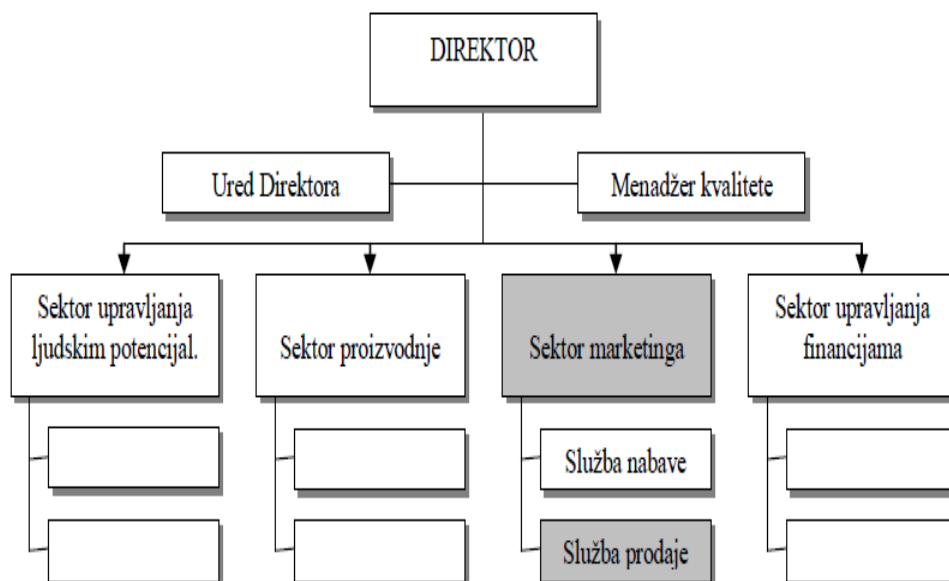 DIREKTOR
Ured Direktora
Menadžer kvalitete
Sektor upravljanja
ljudskim potencijal.
Sektor proizvodnje
Sektor marketinga
Sektor upravljanja
financijama
Služba nabave
Služba prodaje